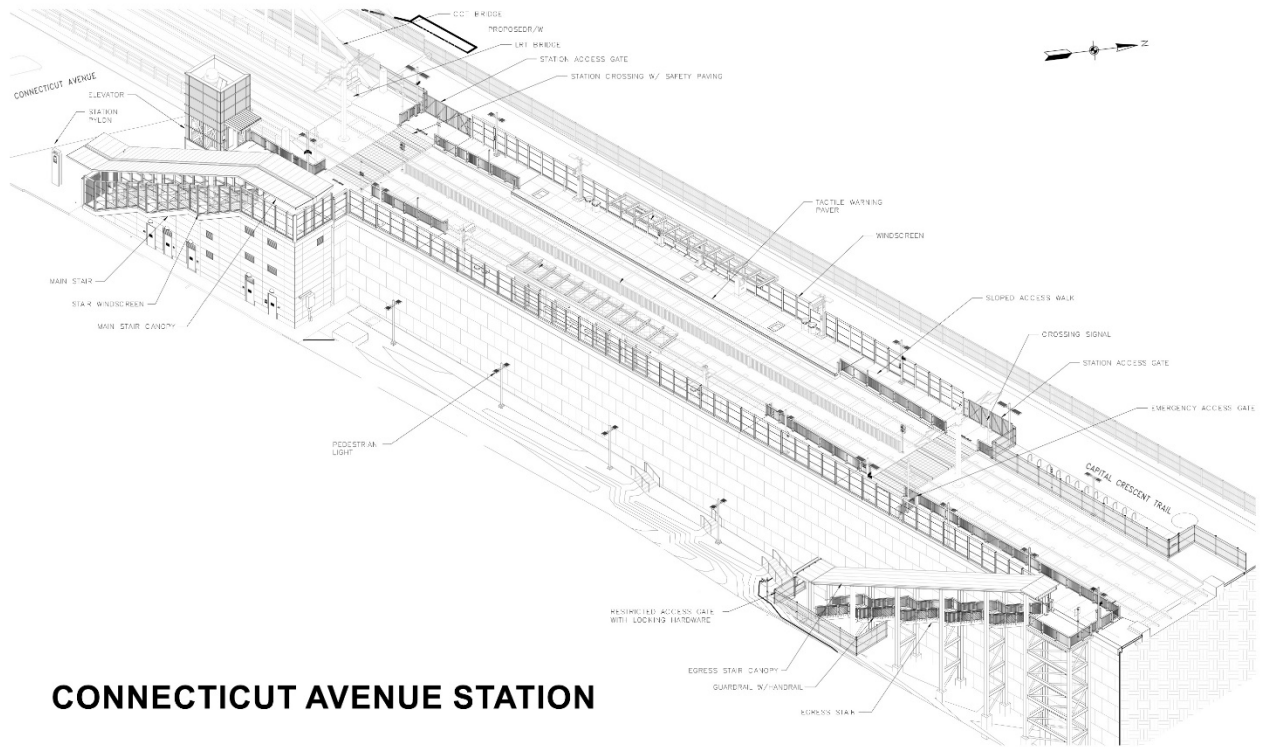 CCT BRIDGE
PROPOSEDR/W
LRT BRIDGE
STATION ACCESS GATE
STATION CROSSING W/ SAFETY PAVING
N
CONNECTICUT AVENUE
ELEVATOR
STATION
PYLON
TACTILE WARNING
PAVER
WINDSCREEN
MAIN STAIR
STAIR WINDSCREEN
MAIN STAIR CANOPY
SLOPED ACCESS WALK
CROSSING SIGNAL
STATION ACCESS GATE
EMERGENCY ACCESS GATE
PEDESTRIAN
LIGHT
CAPITAL CRESCENT TRAIL
RESTRICTED ACCESS GATE
WITH LOCKING HARDWARE
EGRESS STAIR CANOPY
GUARDRAIL W/HANDRAIL
EGRESS STAIR
CONNECTICUT AVENUE STATION